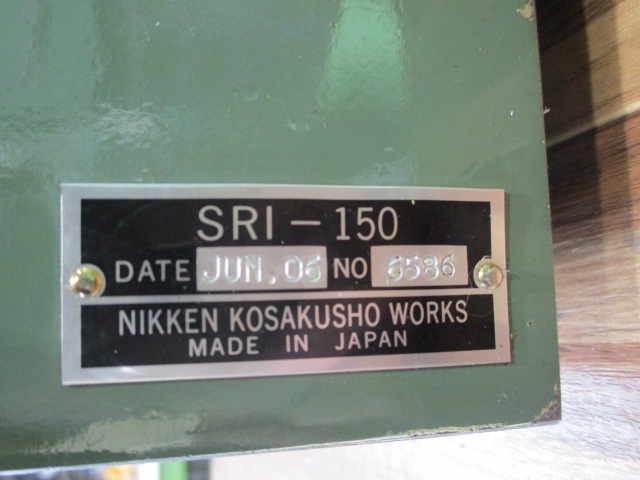 SRI — 150
DATE JUN. 06 NO 6586
NIKKEN KOSAKUSHO WORKS
MADE IN JAPAN